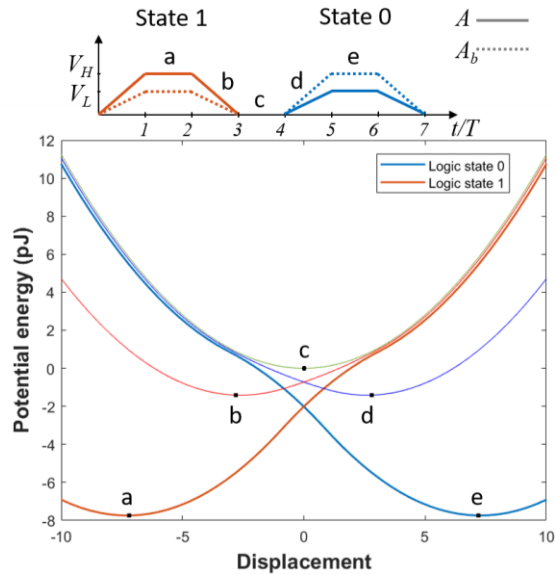 State 1
State 0
A
A_b
V_H
V_L
a
b
c
d
e
1 2 3 4 5 6 7 t/T
Logic state 0
Logic state 1
Potential energy (pJ)
12
10
8
6
4
2
0
-2
-4
-6
-8
c
b
d
a
e
-10 -5 0 5 10
Displacement